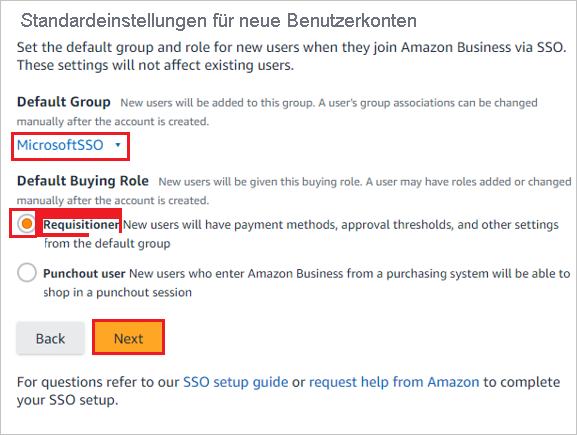 Standardeinstellungen für neue Benutzerkonten
Set the default group and role for new users when they join Amazon Business via SSO.
These settings will not affect existing users.
Default Group New users will be added to this group. A user's group associations can be changed
manually after the account is created.
MicrosoftSSO
Default Buying Role New users will be given this buying role. A user may have roles added or changed
manually after the account is created.
Requisitioner New users will have payment methods, approval thresholds, and other settings
from the default group
Punchout user New users who enter Amazon Business from a purchasing system will be able to
shop in a punchout session
Back Next
For questions refer to our SSO setup guide or request help from Amazon to complete
your SSO setup.